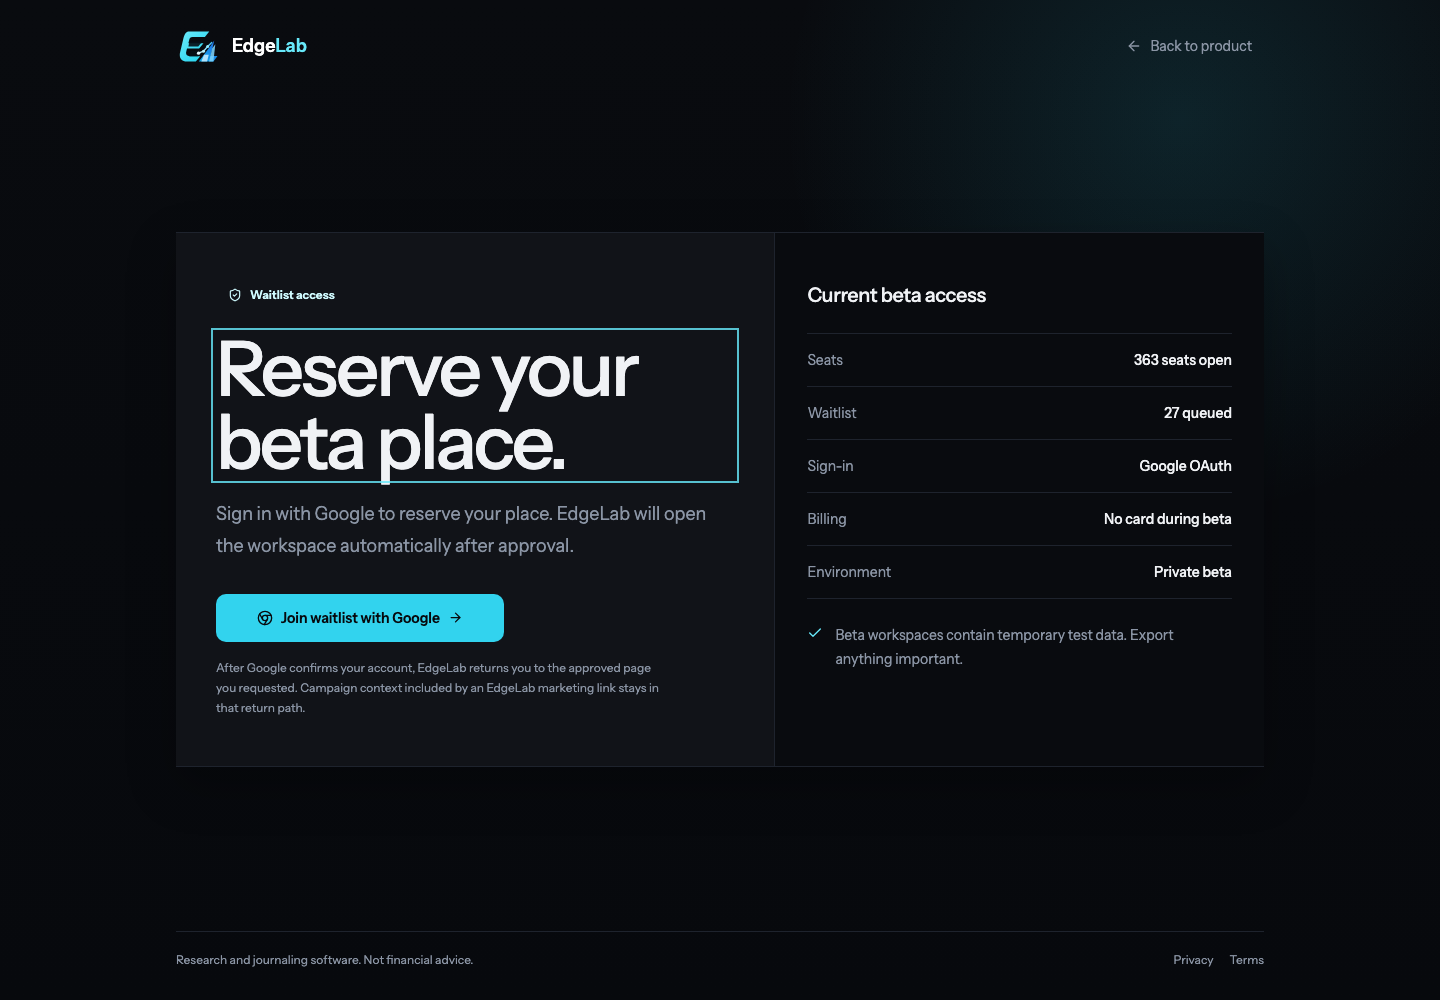 EdgeLab
Back to product
Waitlist access
Reserve your
beta place.
Sign in with Google to reserve your place. EdgeLab will open
the workspace automatically after approval.
Join waitlist with Google
After Google confirms your account, EdgeLab returns you to the approved page
you requested. Campaign context included by an EdgeLab marketing link stays in
that return path.
Current beta access
Seats 363 seats open
Waitlist 27 queued
Sign-in Google OAuth
Billing No card during beta
Environment Private beta
Beta workspaces contain temporary test data. Export
anything important.
Research and journaling software. Not financial advice.
Privacy Terms